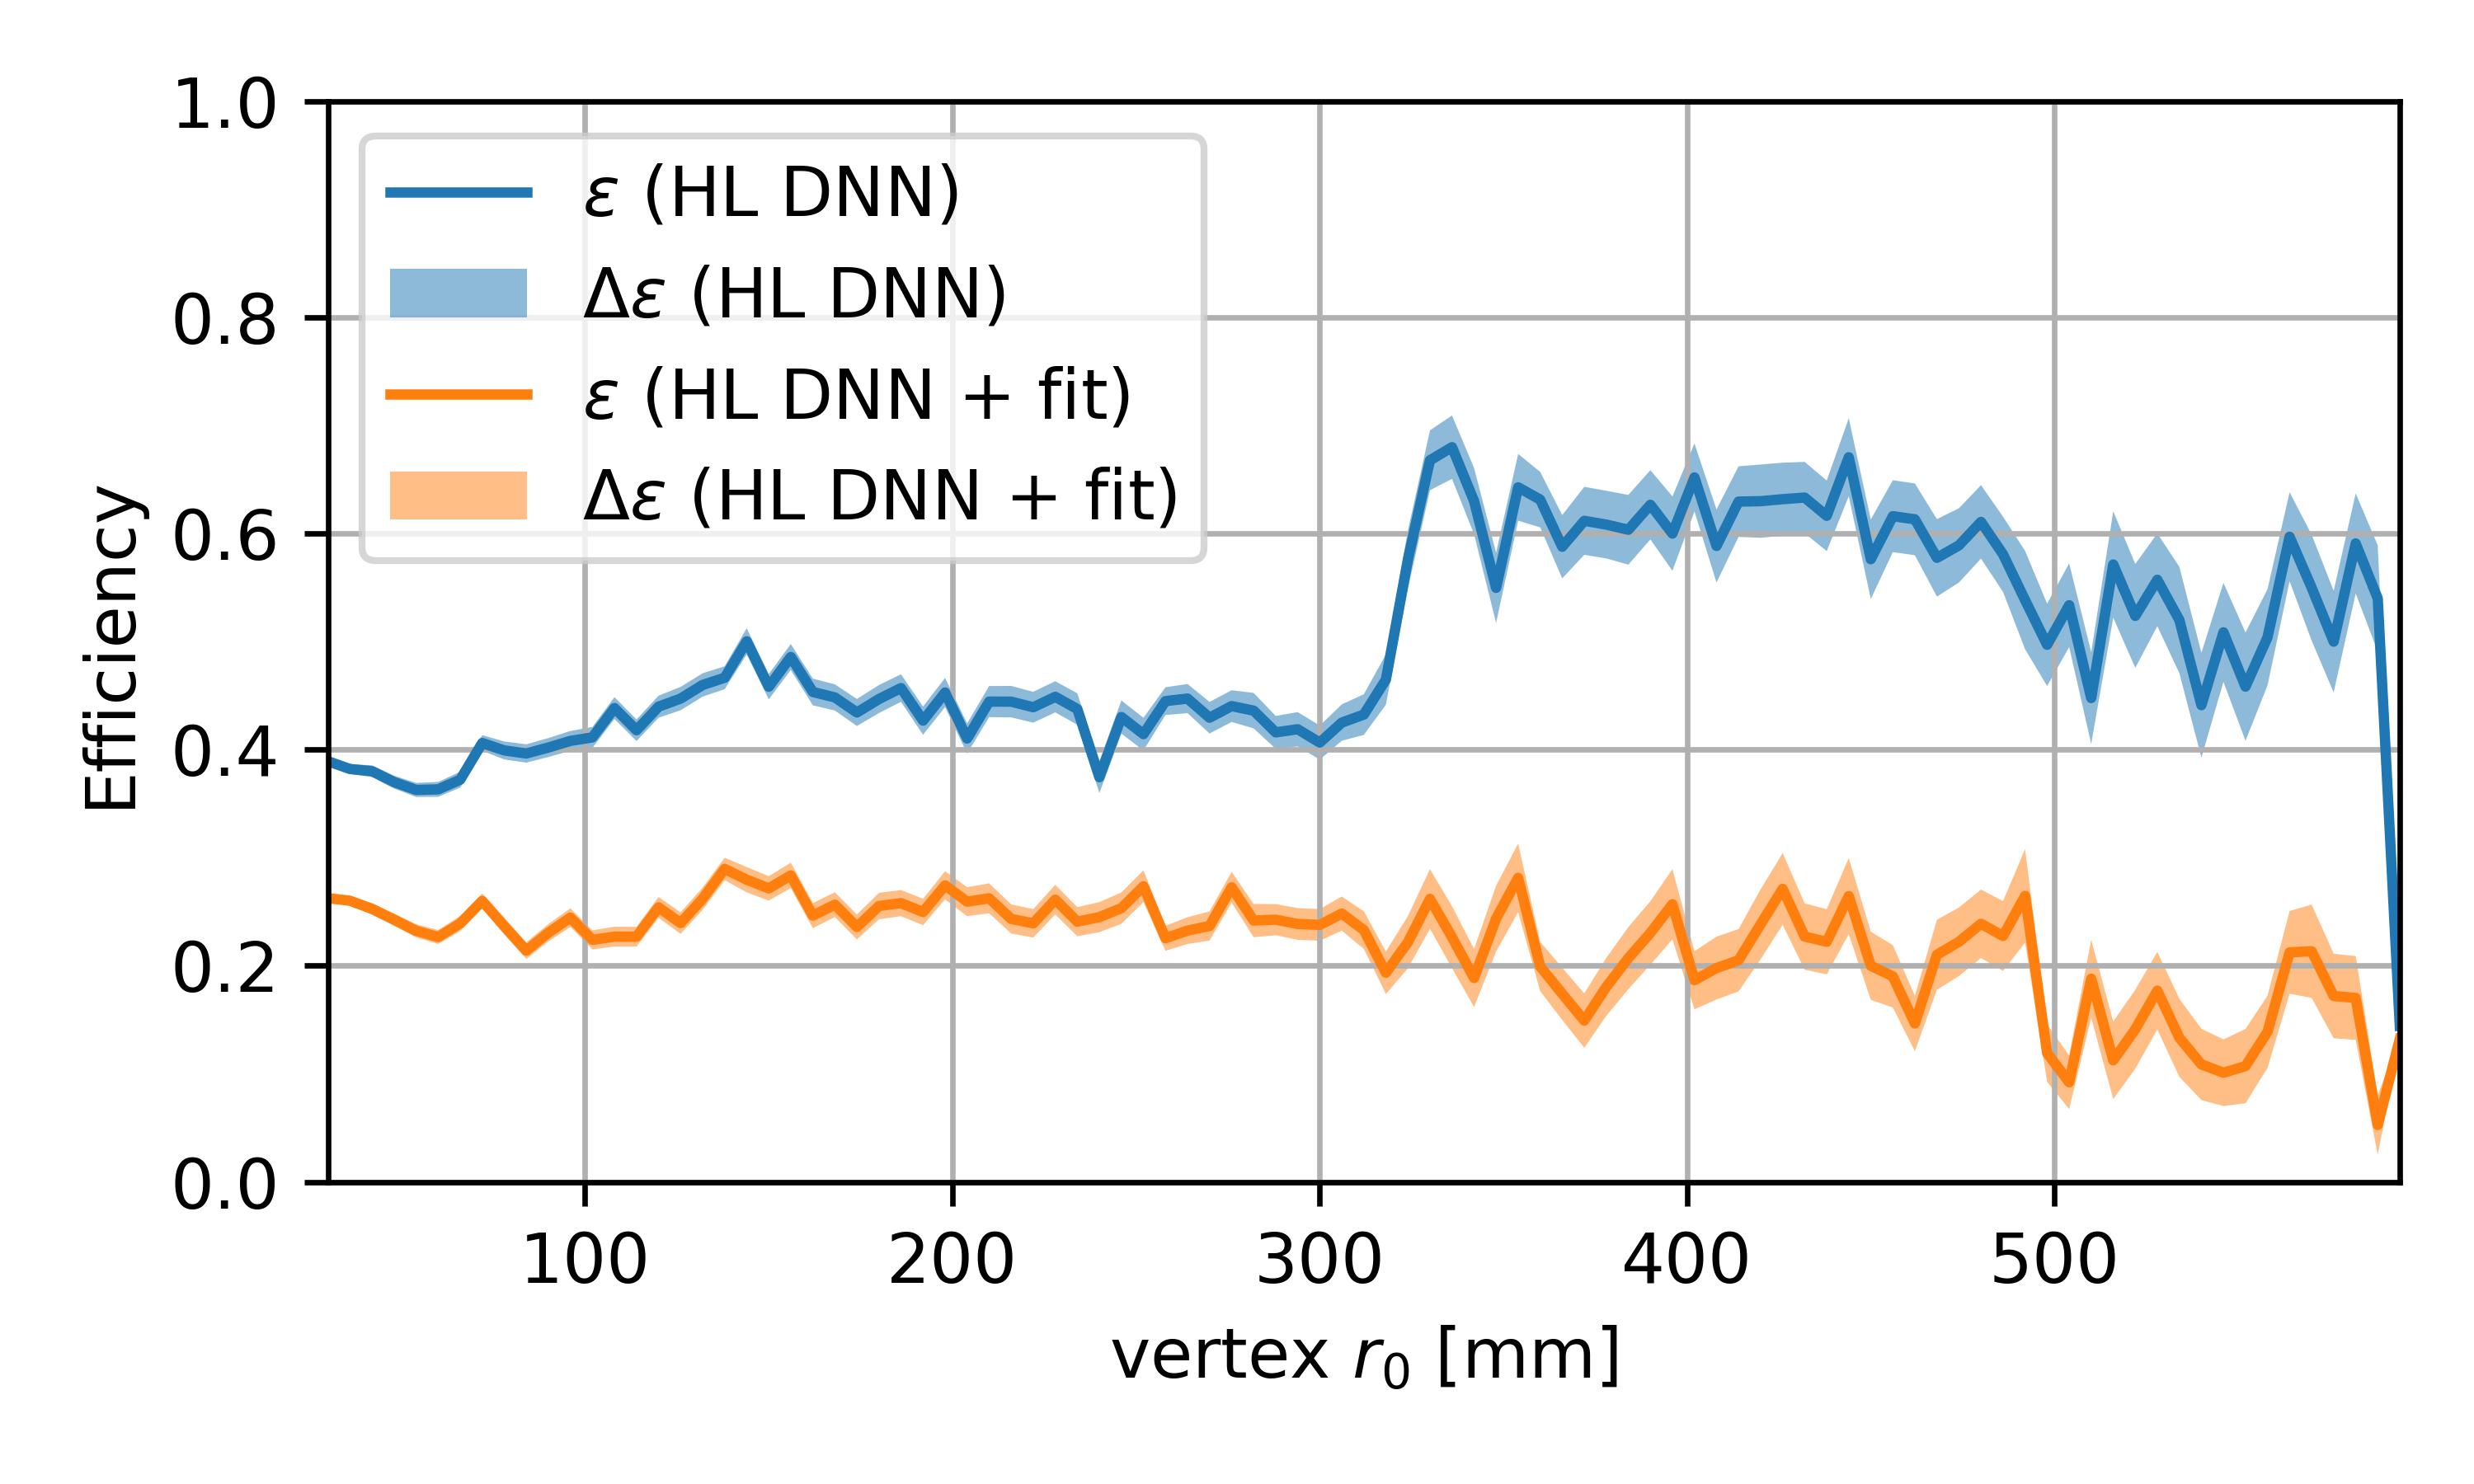 1.0
0.8
0.6
0.4
0.2
0.0
Efficiency
ε (HL DNN)
Δε (HL DNN)
ε (HL DNN + fit)
Δε (HL DNN + fit)
100 200 300 400 500
vertex r₀ [mm]